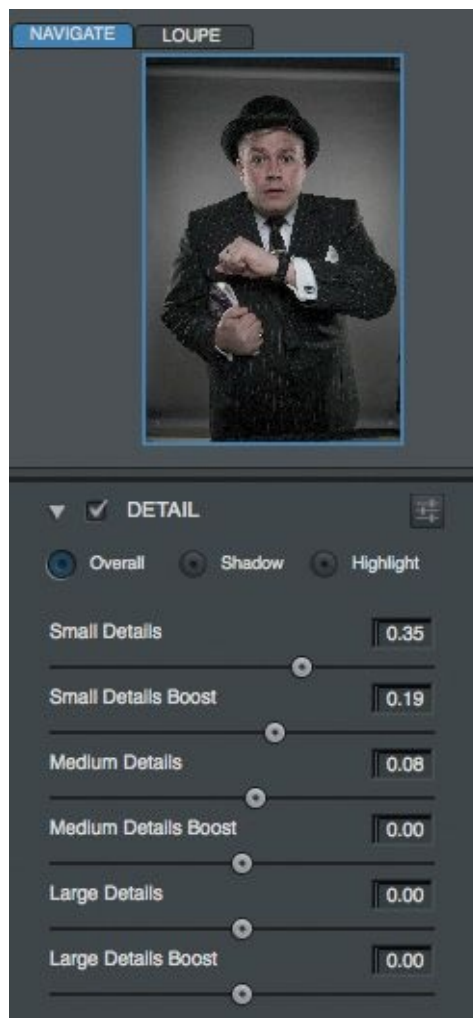 NAVIGATE LOUPE
DETAIL
Overall Shadow Highlight
Small Details 0.35
Small Details Boost 0.19
Medium Details 0.08
Medium Details Boost 0.00
Large Details 0.00
Large Details Boost 0.00